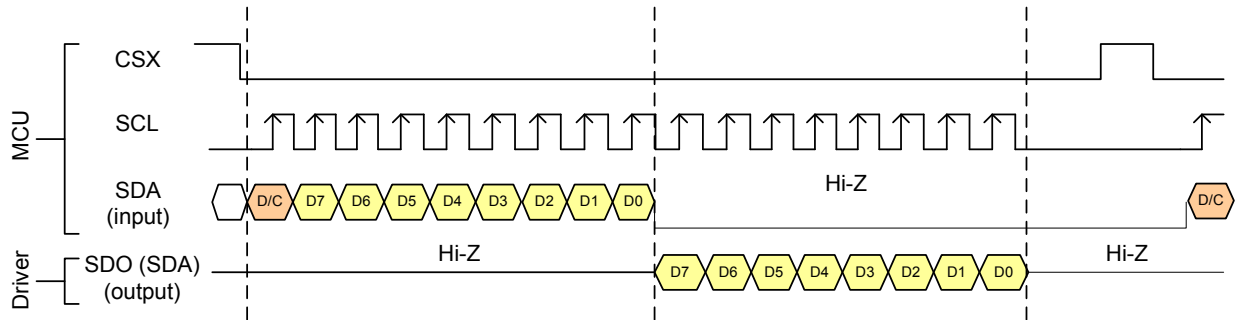 MCU
CSX
SCL
SDA
(input)
D/C D7 D6 D5 D4 D3 D2 D1 D0
Hi-Z
D/C
Driver
SDO (SDA)
(output)
Hi-Z
D7 D6 D5 D4 D3 D2 D1 D0
Hi-Z